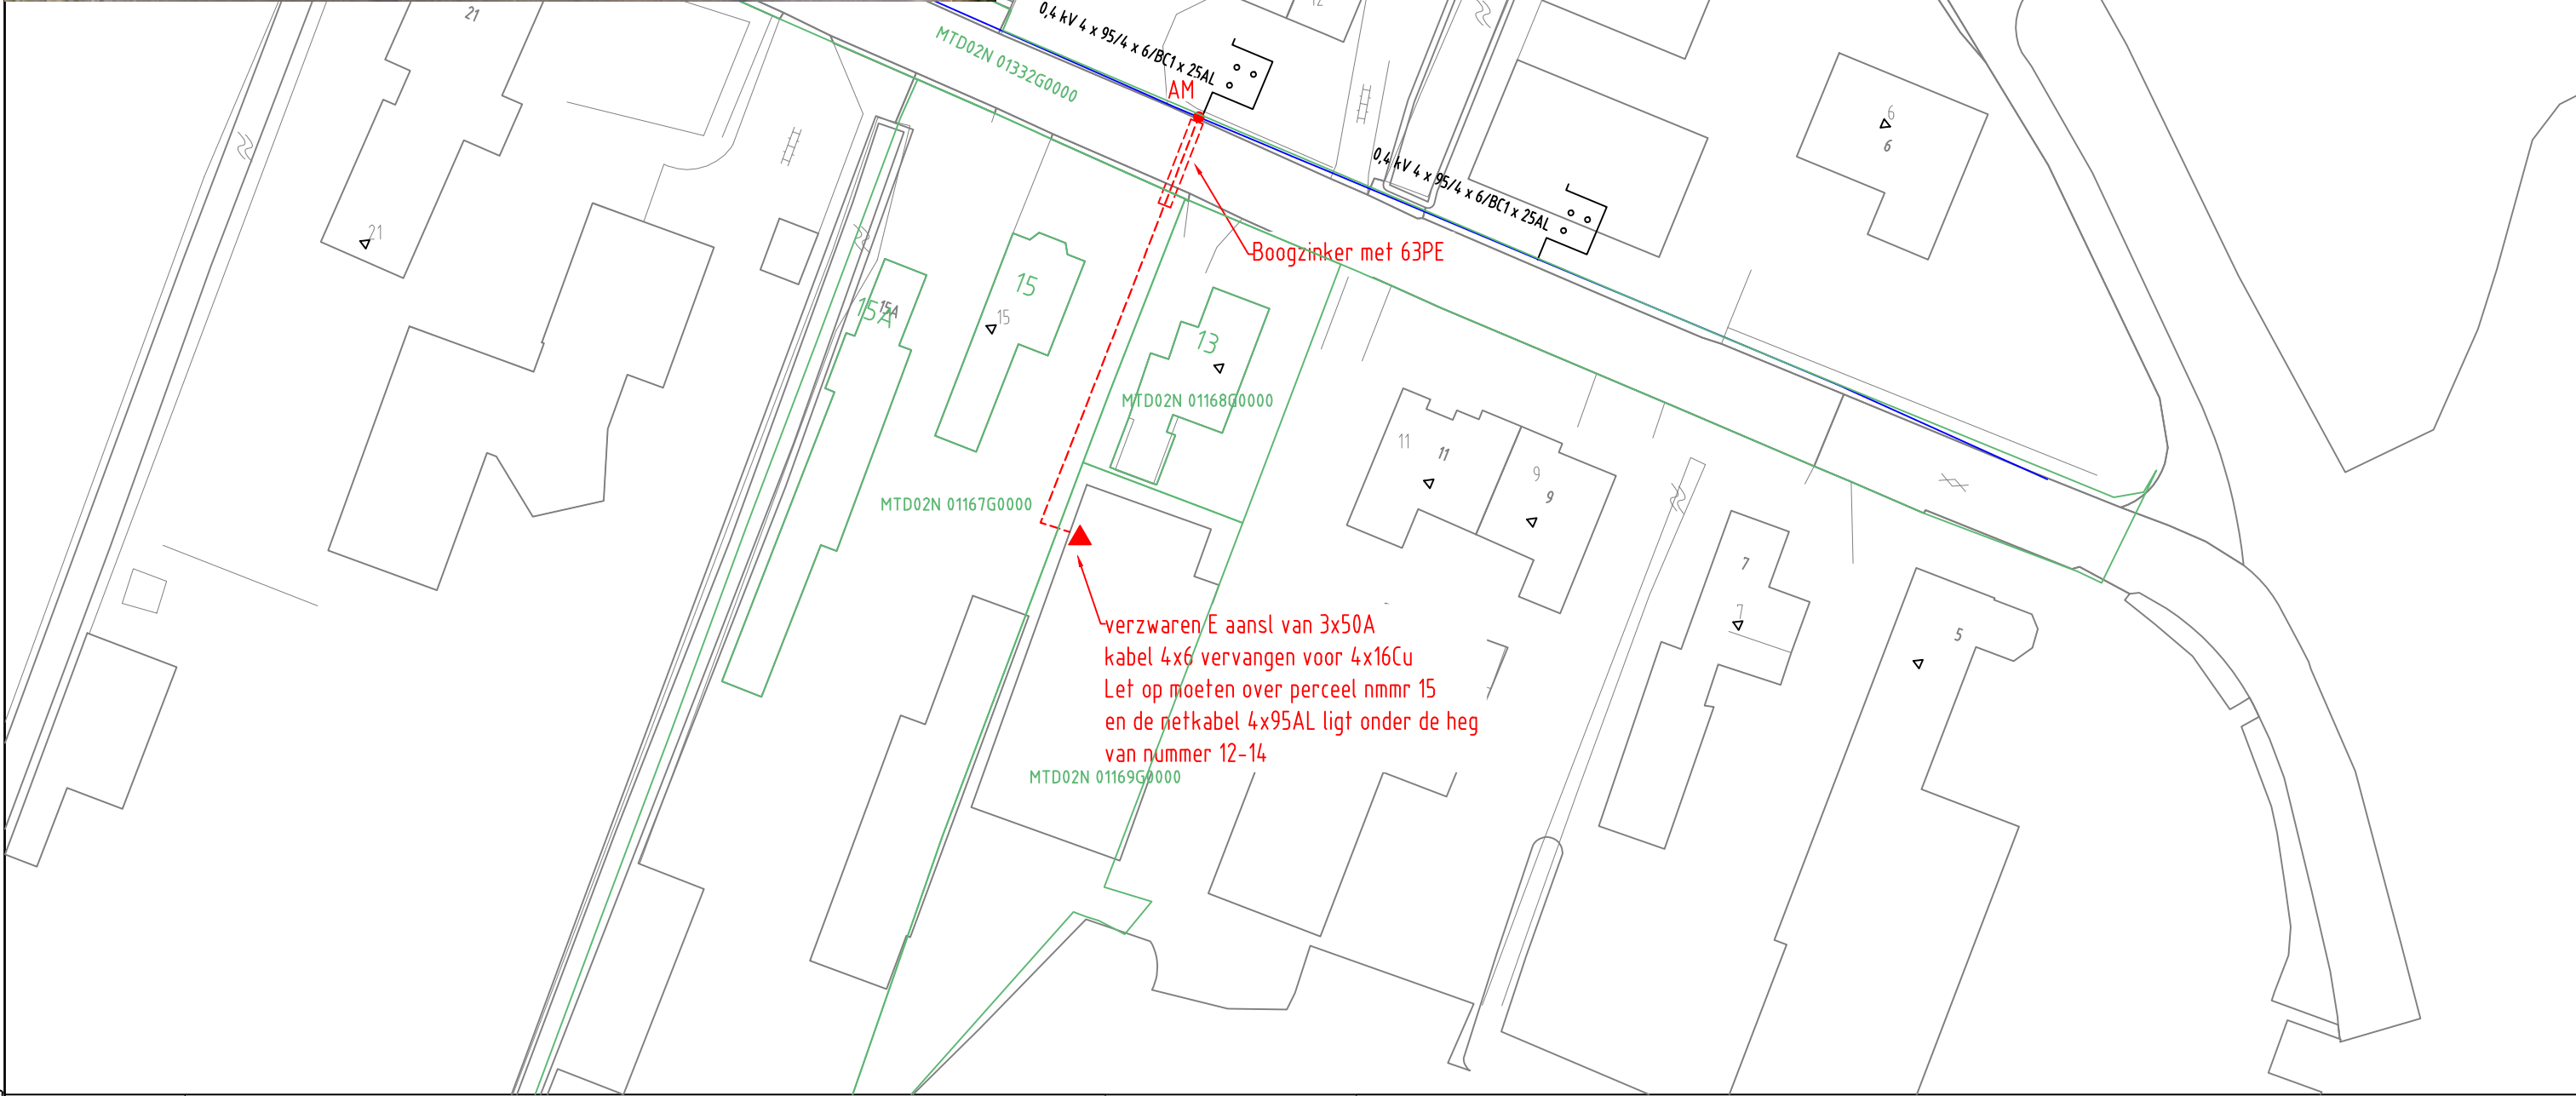 21
12
0,4 kV 4 x 95/4 x 6/BC1 x 25AL
MTD02N 01332G0000
AM
6
6
0,4 kV 4 x 95/4 x 6/BC1 x 25AL
21
Boogzinker met 63PE
15
15A
15A
15
13
MTD02N 01168G0000
11
11
9
9
MTD02N 01167G0000
7
7
5
verzwaren E aansl van 3x50A
kabel 4x6 vervangen voor 4x16Cu
Let op moeten over perceel nmmr 15
en de netkabel 4x95AL ligt onder de heg
van nummer 12-14
MTD02N 01169G0000